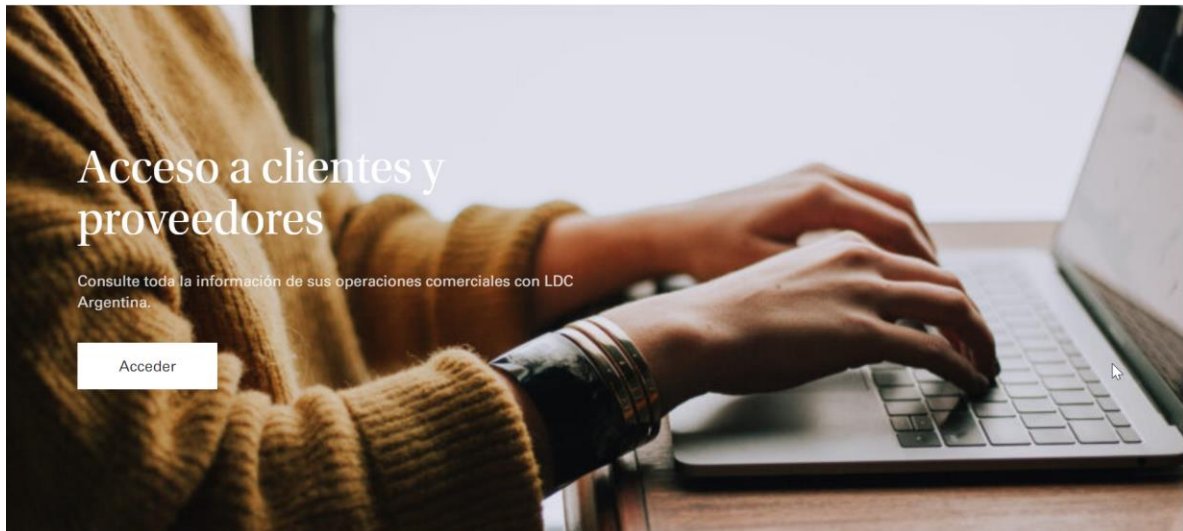 Acceso a clientes y
proveedores
Consulte toda la información de sus operaciones comerciales con LDC
Argentina.
Acceder